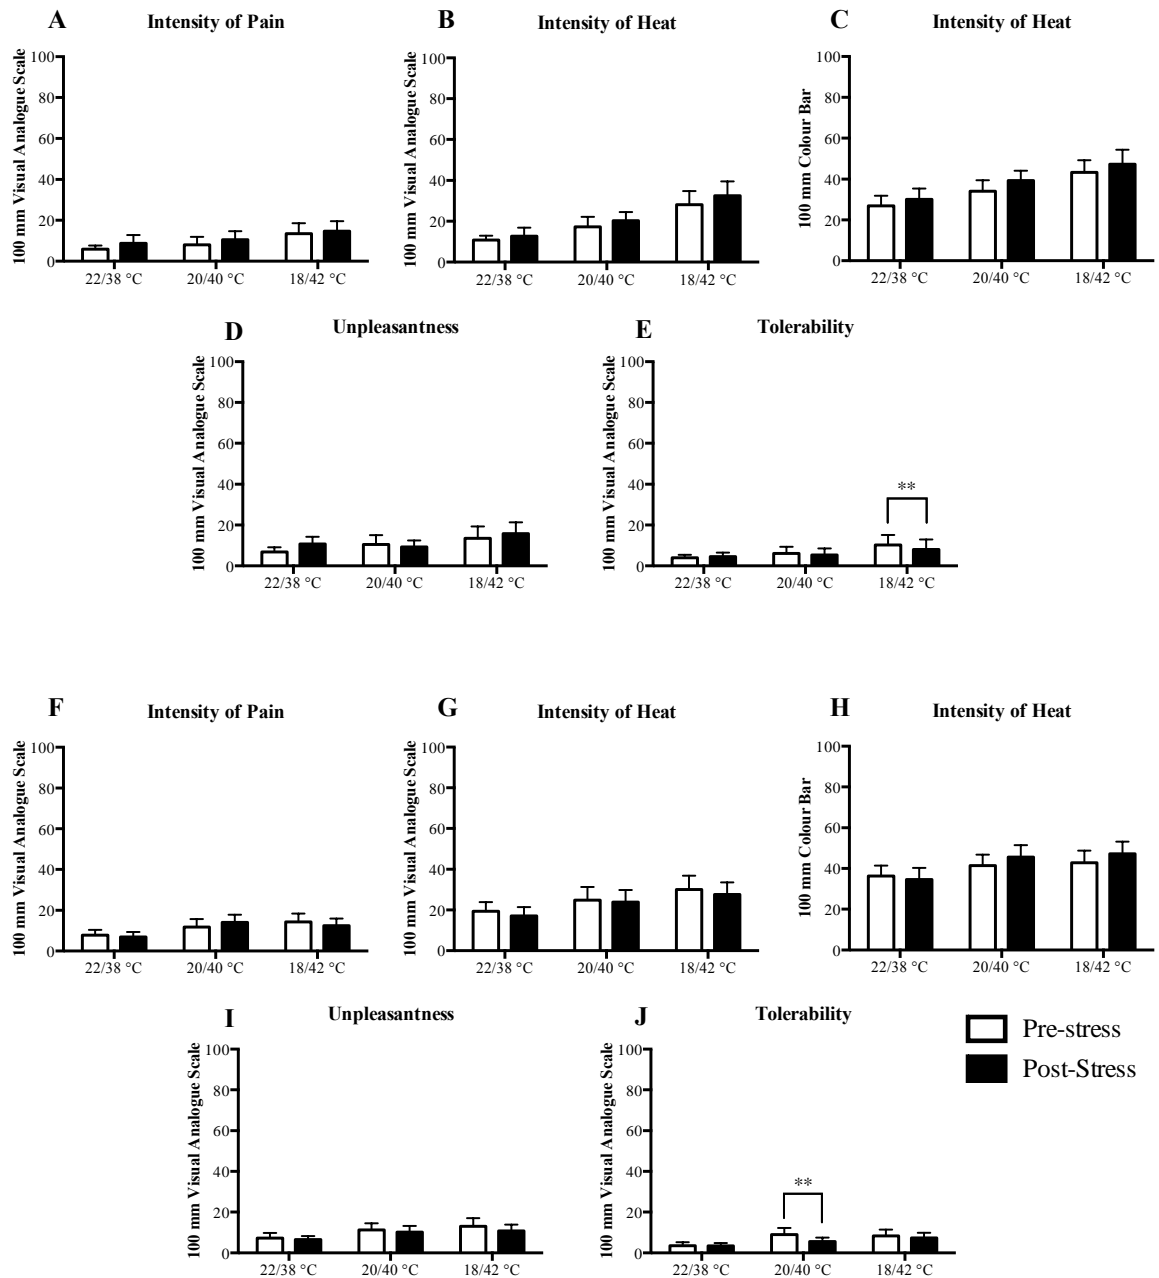 A
Intensity of Pain
100 mm Visual Analogue Scale
100
80
60
40
20
0
22/38 °C 20/40 °C 18/42 °C
B
Intensity of Heat
100 mm Visual Analogue Scale
100
80
60
40
20
0
22/38 °C 20/40 °C 18/42 °C
C
Intensity of Heat
100 mm Colour Bar
100
80
60
40
20
0
22/38 °C 20/40 °C 18/42 °C
D
Unpleasantness
100 mm Visual Analogue Scale
100
80
60
40
20
0
22/38 °C 20/40 °C 18/42 °C
E
Tolerability
100 mm Visual Analogue Scale
100
80
60
40
20
0
**
22/38 °C 20/40 °C 18/42 °C
F
Intensity of Pain
100 mm Visual Analogue Scale
100
80
60
40
20
0
22/38 °C 20/40 °C 18/42 °C
G
Intensity of Heat
100 mm Visual Analogue Scale
100
80
60
40
20
0
22/38 °C 20/40 °C 18/42 °C
H
Intensity of Heat
100 mm Colour Bar
100
80
60
40
20
0
22/38 °C 20/40 °C 18/42 °C
I
Unpleasantness
100 mm Visual Analogue Scale
100
80
60
40
20
0
22/38 °C 20/40 °C 18/42 °C
J
Tolerability
100 mm Visual Analogue Scale
100
80
60
40
20
0
**
22/38 °C 20/40 °C 18/42 °C
Pre-stress
Post-Stress